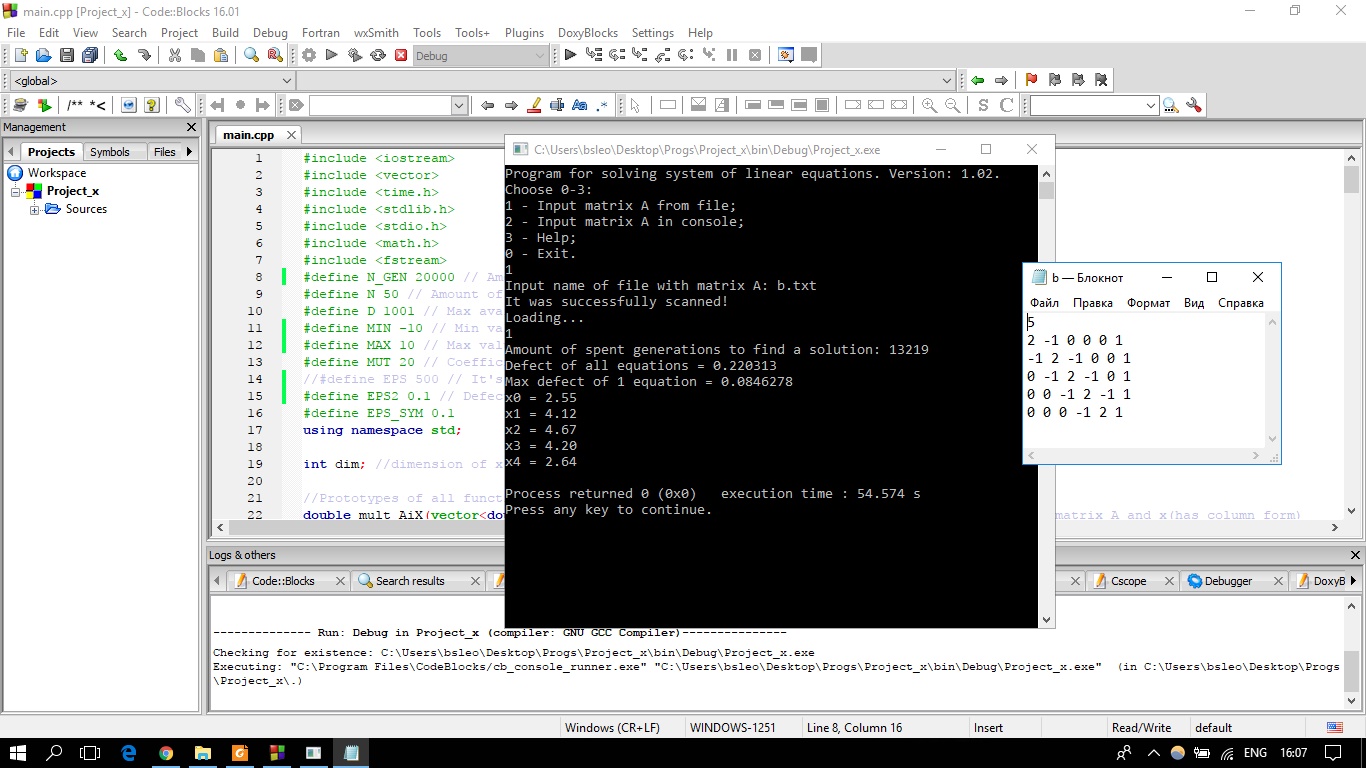 main.cpp [Project_x] - Code::Blocks 16.01
File Edit View Search Project Build Debug Fortran wxSmith Tools Tools+ Plugins DoxyBlocks Settings Help
Debug
<global>
/** *<
Aa .*
S C
Management
Projects Symbols Files
Workspace
Project_x
Sources
main.cpp
1 #include <iostream>
2 #include <vector>
3 #include <time.h>
4 #include <stdlib.h>
5 #include <stdio.h>
6 #include <math.h>
7 #include <fstream>
8 #define N_GEN 20000 // Am
9 #define N 50 // Amount of
10 #define D 1001 // Max ava
11 #define MIN -10 // Min va
12 #define MAX 10 // Max val
13 #define MUT 20 // Coeffic
14 //#define EPS 500 // It's
15 #define EPS2 0.1 // Defec
16 #define EPS_SYM 0.1
17 using namespace std;
18
19 int dim; //dimension of x
20
21 //Prototypes of all funct
22 double mult_AiX(vector<do
matrix A and x(has column form)
C:\Users\bsleo\Desktop\Progs\Project_x\bin\Debug\Project_x.exe
Program for solving system of linear equations. Version: 1.02.
Choose 0-3:
1 - Input matrix A from file;
2 - Input matrix A in console;
3 - Help;
0 - Exit.
1
Input name of file with matrix A: b.txt
It was successfully scanned!
Loading...
1
Amount of spent generations to find a solution: 13219
Defect of all equations = 0.220313
Max defect of 1 equation = 0.0846278
x0 = 2.55
x1 = 4.12
x2 = 4.67
x3 = 4.20
x4 = 2.64
Process returned 0 (0x0)   execution time : 54.574 s
Press any key to continue.
b — Блокнот
Файл Правка Формат Вид Справка
5
2 -1 0 0 0 1
-1 2 -1 0 0 1
0 -1 2 -1 0 1
0 0 -1 2 -1 1
0 0 0 -1 2 1
Logs & others
Code::Blocks Search results Cscope Debugger DoxyB
-------------- Run: Debug in Project_x (compiler: GNU GCC Compiler)---------------
Checking for existence: C:\Users\bsleo\Desktop\Progs\Project_x\bin\Debug\Project_x.exe
Executing: "C:\Program Files\CodeBlocks/cb_console_runner.exe" "C:\Users\bsleo\Desktop\Progs\Project_x\bin\Debug\Project_x.exe"  (in C:\Users\bsleo\Desktop\Progs
\Project_x\.)
Windows (CR+LF) WINDOWS-1251 Line 8, Column 16 Insert Read/Write default
ENG 16:07